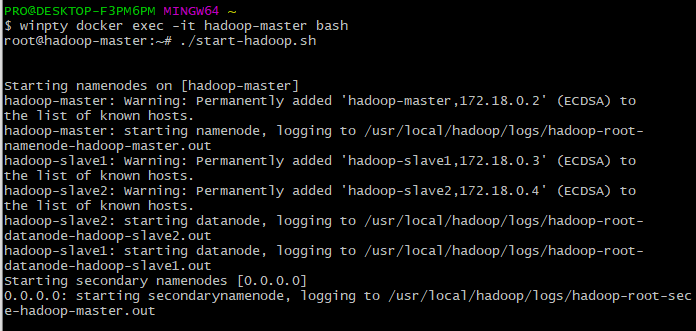 PRO@DESKTOP-F3PM6PM MINGW64 ~
$ winpty docker exec -it hadoop-master bash
root@hadoop-master:~# ./start-hadoop.sh
Starting namenodes on [hadoop-master]
hadoop-master: Warning: Permanently added 'hadoop-master,172.18.0.2' (ECDSA) to
the list of known hosts.
hadoop-master: starting namenode, logging to /usr/local/hadoop/logs/hadoop-root-
namenode-hadoop-master.out
hadoop-slave1: Warning: Permanently added 'hadoop-slave1,172.18.0.3' (ECDSA) to
the list of known hosts.
hadoop-slave2: Warning: Permanently added 'hadoop-slave2,172.18.0.4' (ECDSA) to
the list of known hosts.
hadoop-slave2: starting datanode, logging to /usr/local/hadoop/logs/hadoop-root-
datanode-hadoop-slave2.out
hadoop-slave1: starting datanode, logging to /usr/local/hadoop/logs/hadoop-root-
datanode-hadoop-slave1.out
Starting secondary namenodes [0.0.0.0]
0.0.0.0: starting secondarynamenode, logging to /usr/local/hadoop/logs/hadoop-root-sec
e-hadoop-master.out